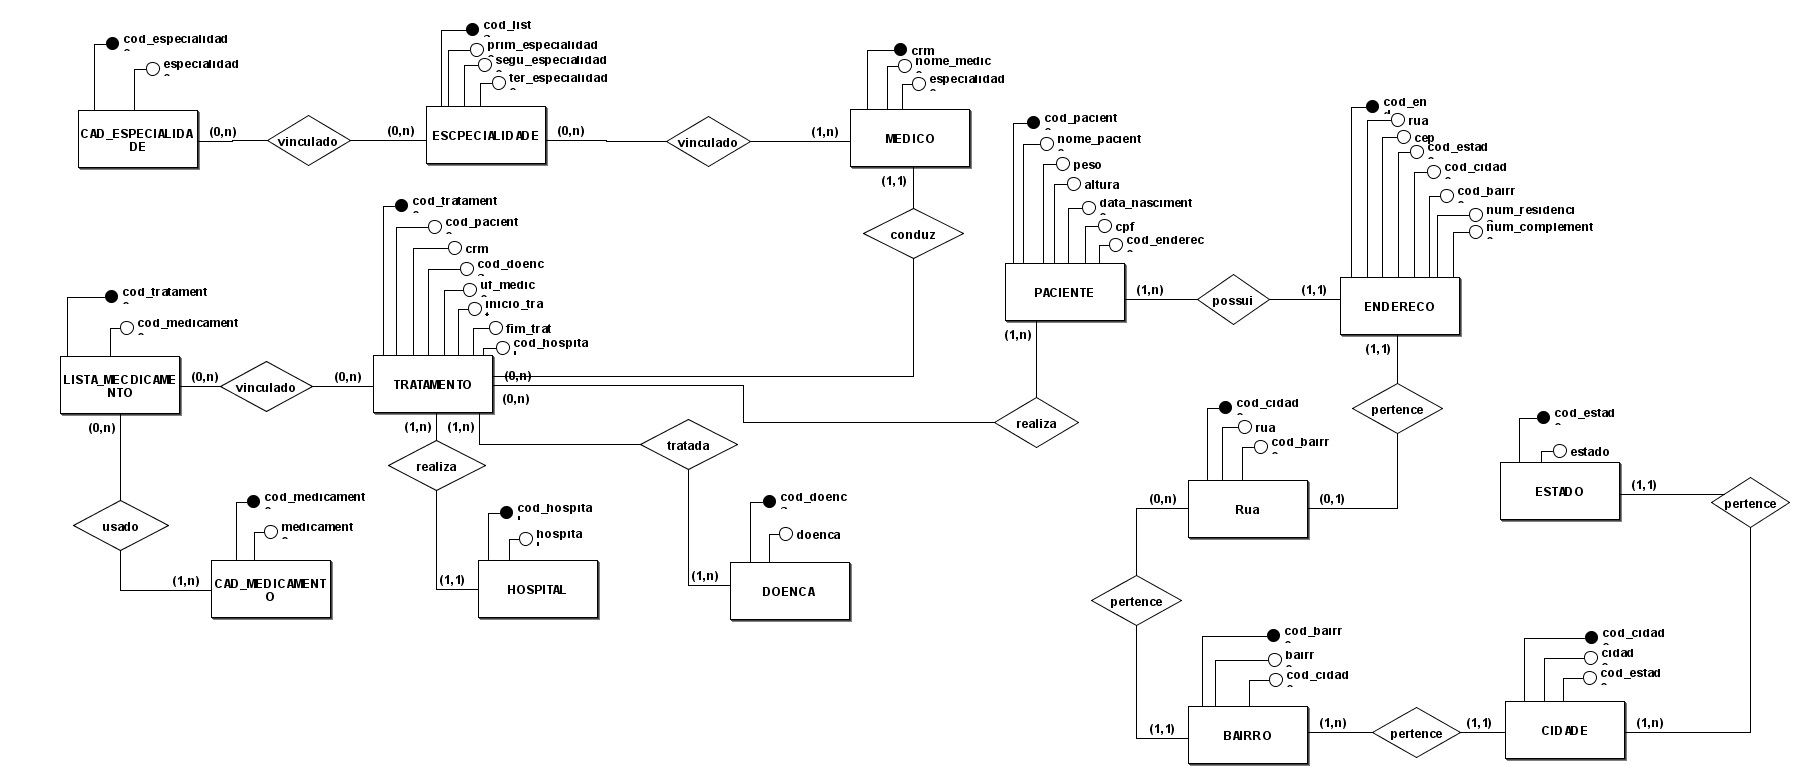 cod_especialidad
especialidad
CAD_ESPECIALIDA
DE
(0,n)
vinculado
(0,n)
cod_list
prim_especialidad
segu_especialidad
ter_especialidad
ESCPECIALIDADE
(0,n)
vinculado
(1,n)
crm
nome_medic
especialidad
MEDICO
(1,1)
conduz
cod_pacient
nome_pacient
peso
altura
data_nasciment
cpf
cod_enderec
PACIENTE
(1,n)
possui
(1,1)
(1,n)
cod_en
rua
cep
cod_estad
cod_cidad
cod_bairr
num_residenci
num_complement
ENDERECO
(1,1)
pertence
cod_tratament
cod_pacient
crm
cod_doenc
uf_medic
inicio_tra
fim_trat
cod_hospita
TRATAMENTO
(0,n)
(0,n)
(1,n)
(1,n)
cod_tratament
cod_medicament
LISTA_MECDICAME
NTO
(0,n)
vinculado
(0,n)
(0,n)
usado
(1,n)
cod_medicament
medicament
CAD_MEDICAMENT
O
realiza
(1,1)
cod_hospita
hospita
HOSPITAL
tratada
(1,n)
cod_doenc
doenca
DOENCA
realiza
cod_cidad
rua
cod_bairr
Rua
(0,n)
(0,1)
pertence
(1,1)
cod_estad
estado
ESTADO
(1,1)
pertence
cod_bairr
bairr
cod_cidad
BAIRRO
(1,n)
pertence
(1,1)
cod_cidad
cidad
cod_estad
CIDADE
(1,n)